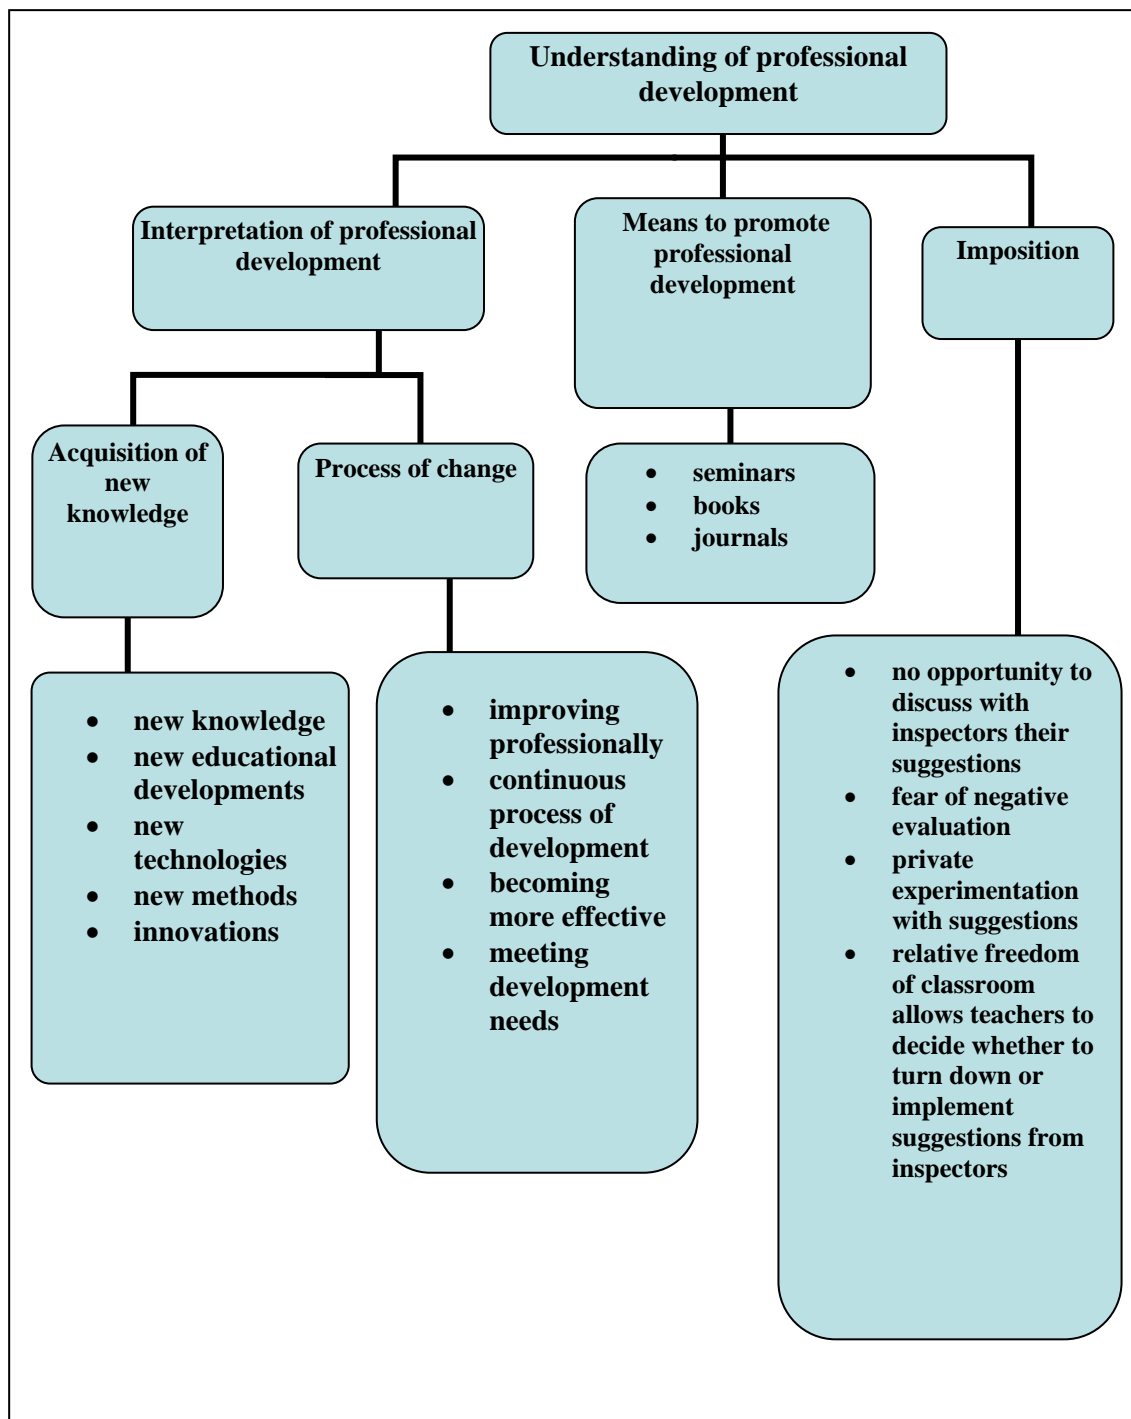 Understanding of professional
development
Interpretation of professional
development
Means to promote
professional
development
Imposition
Acquisition of
new
knowledge
Process of change
• seminars
• books
• journals
• new knowledge
• new educational
developments
• new
technologies
• new methods
• innovations
• improving
professionally
• continuous
process of
development
• becoming
more effective
• meeting
development
needs
• no opportunity to
discuss with
inspectors their
suggestions
• fear of negative
evaluation
• private
experimentation
with suggestions
• relative freedom
of classroom
allows teachers to
decide whether to
turn down or
implement
suggestions from
inspectors